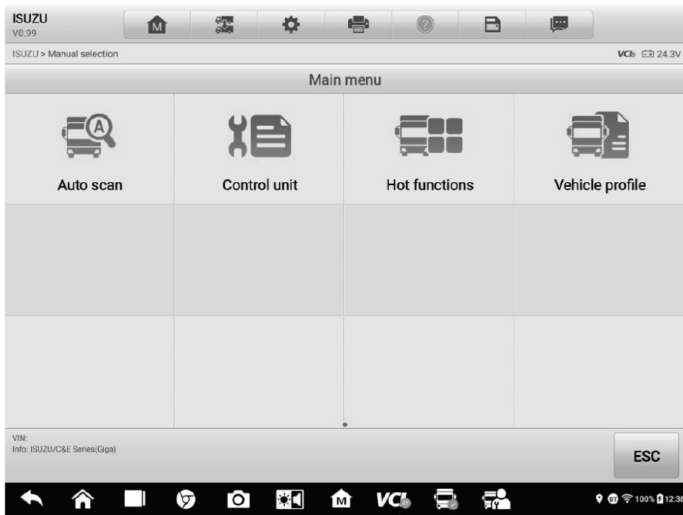 ISUZU
V0.99
M
?
ISUZU > Manual selection
VCI 24.3V
Main menu
A
Auto scan
Control unit
Hot functions
Vehicle profile
VIN:
Info: ISUZU/C&E Series(Giga)
ESC
M
VCI
100% 12:38